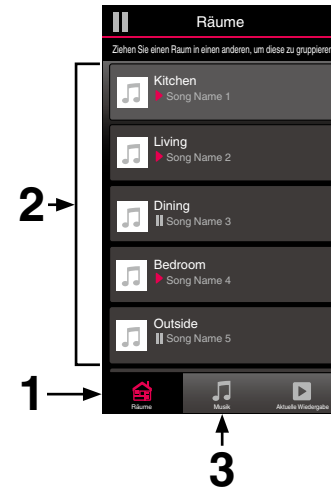 Räume
Ziehen Sie einen Raum in einen anderen, um diese zu gruppieren
Kitchen
Song Name 1
Living
Song Name 2
2
Dining
Song Name 3
Bedroom
Song Name 4
Outside
Song Name 5
1
Räume
Musik
Aktuelle Wiedergabe
3